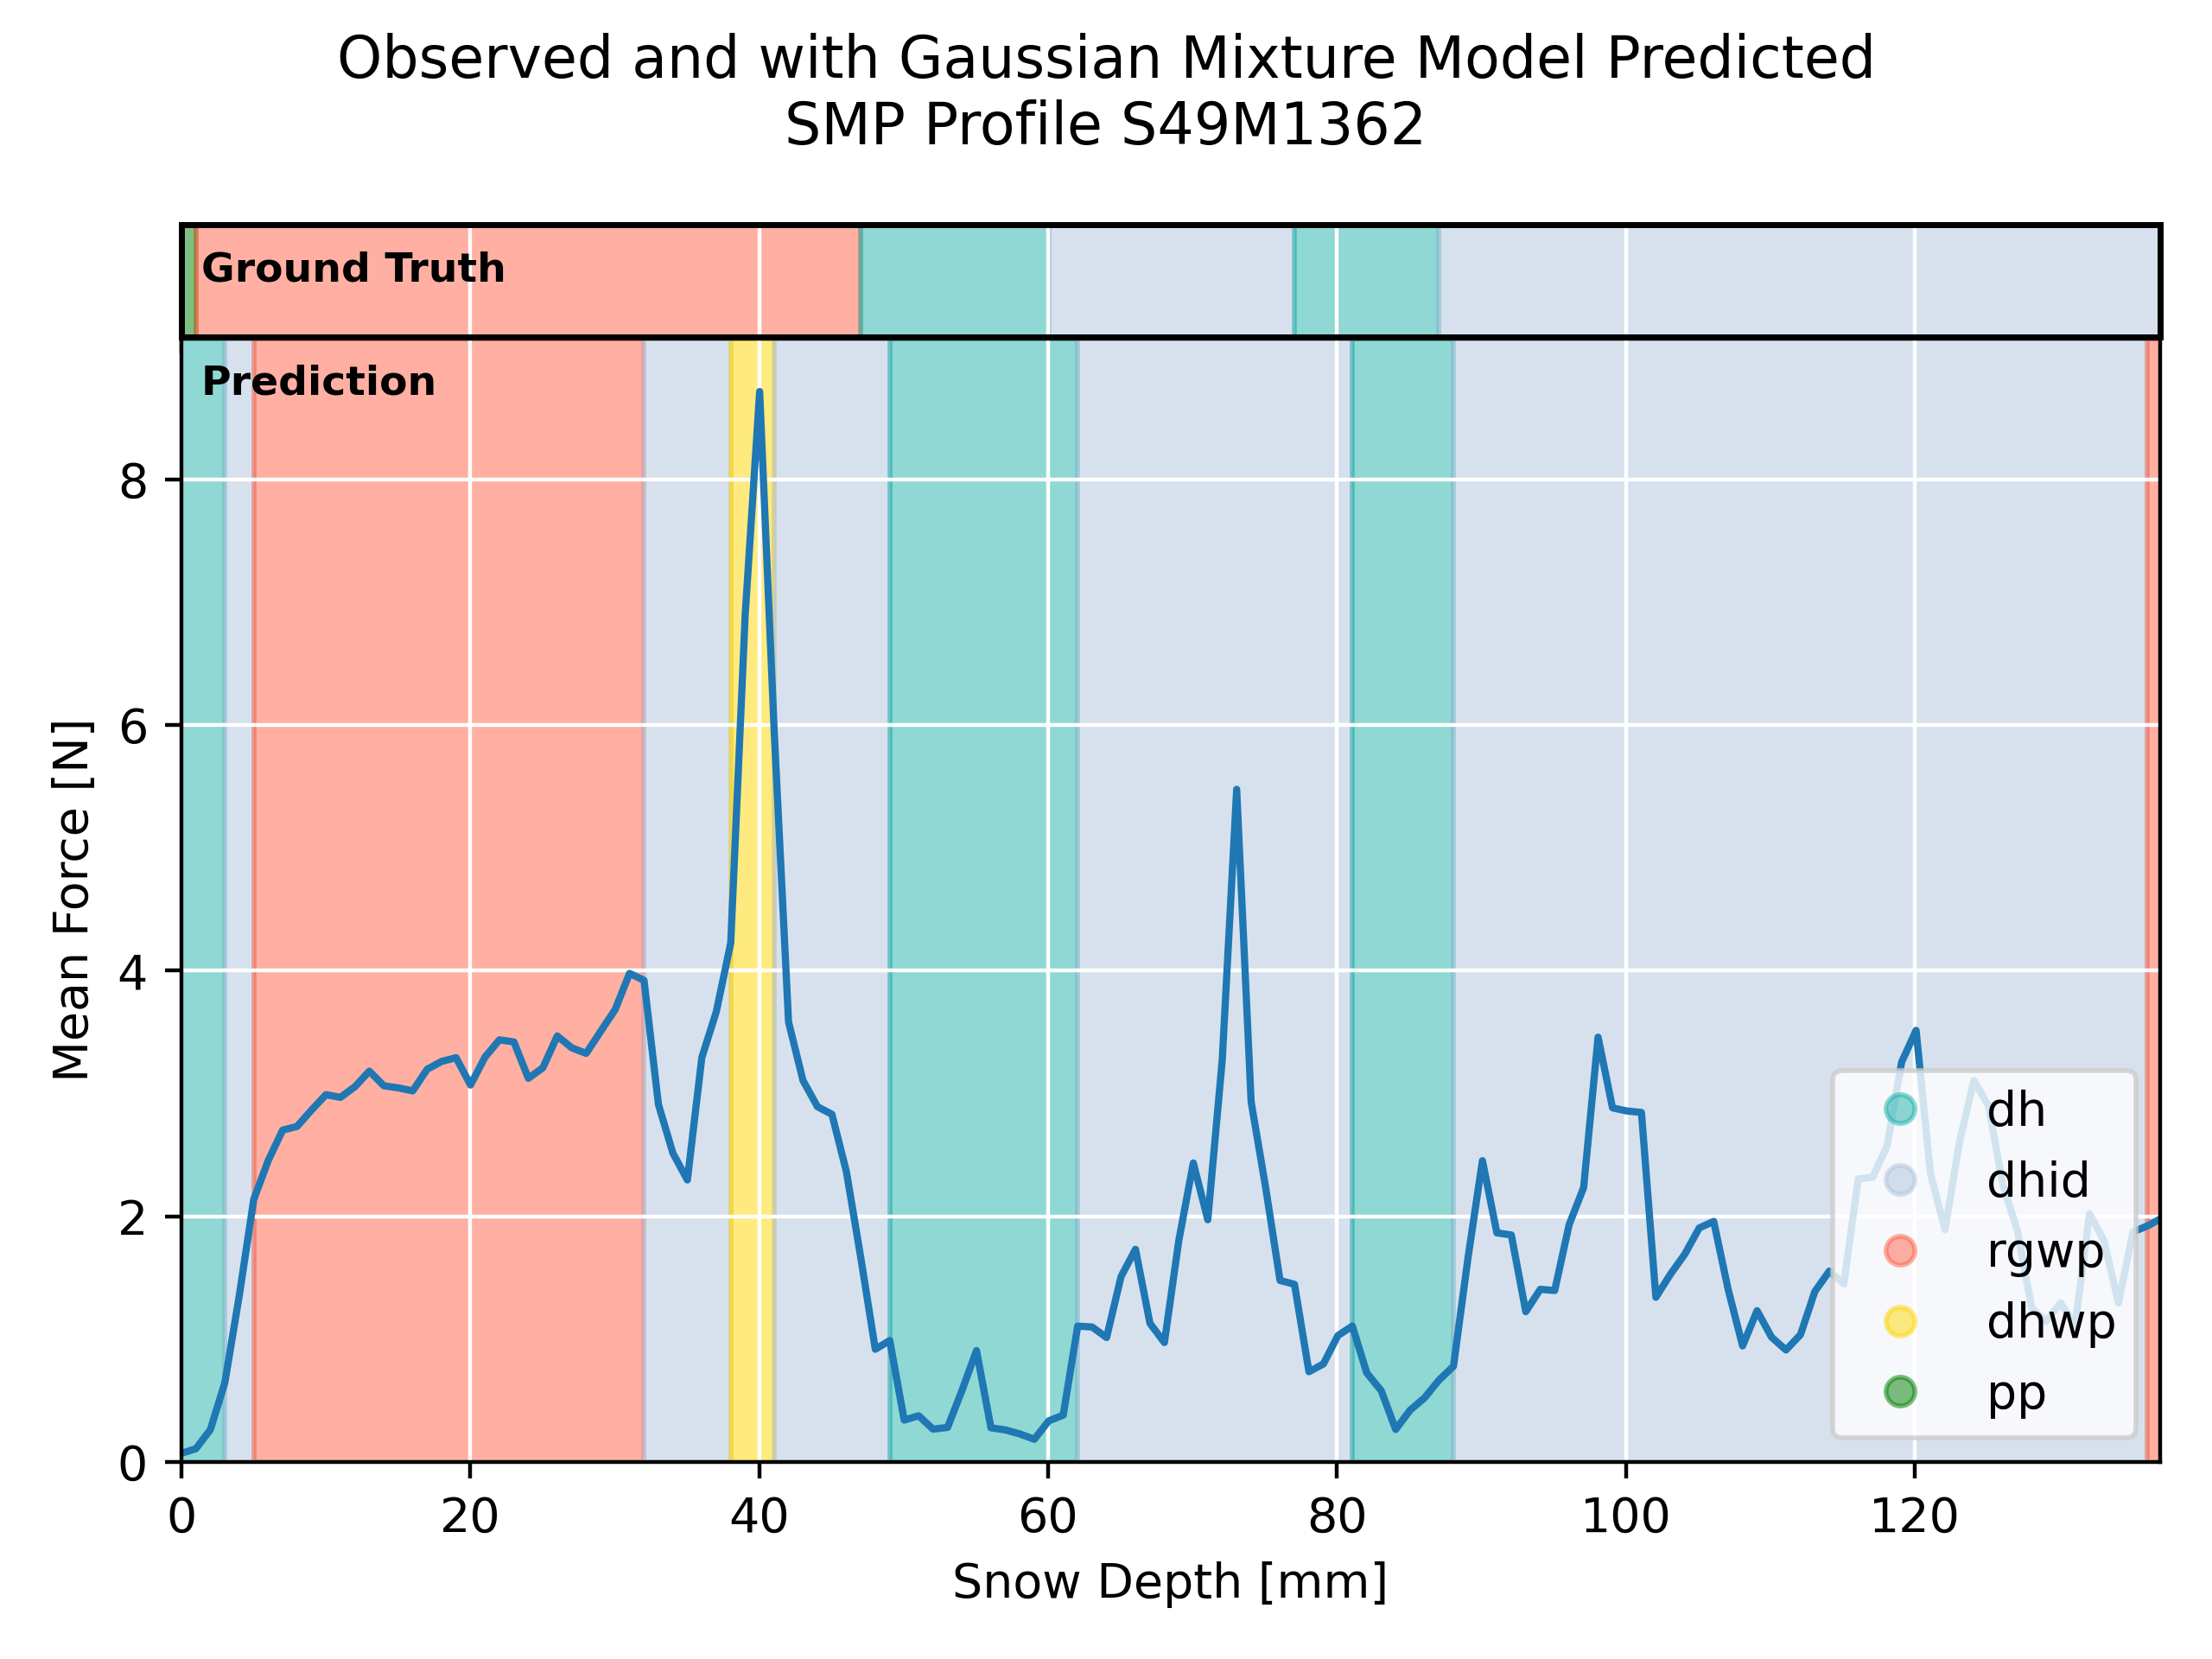 Observed and with Gaussian Mixture Model Predicted
SMP Profile S49M1362
Ground Truth
Prediction
8
6
4
2
0
Mean Force [N]
dh
dhid
rgwp
dhwp
pp
0 20 40 60 80 100 120
Snow Depth [mm]